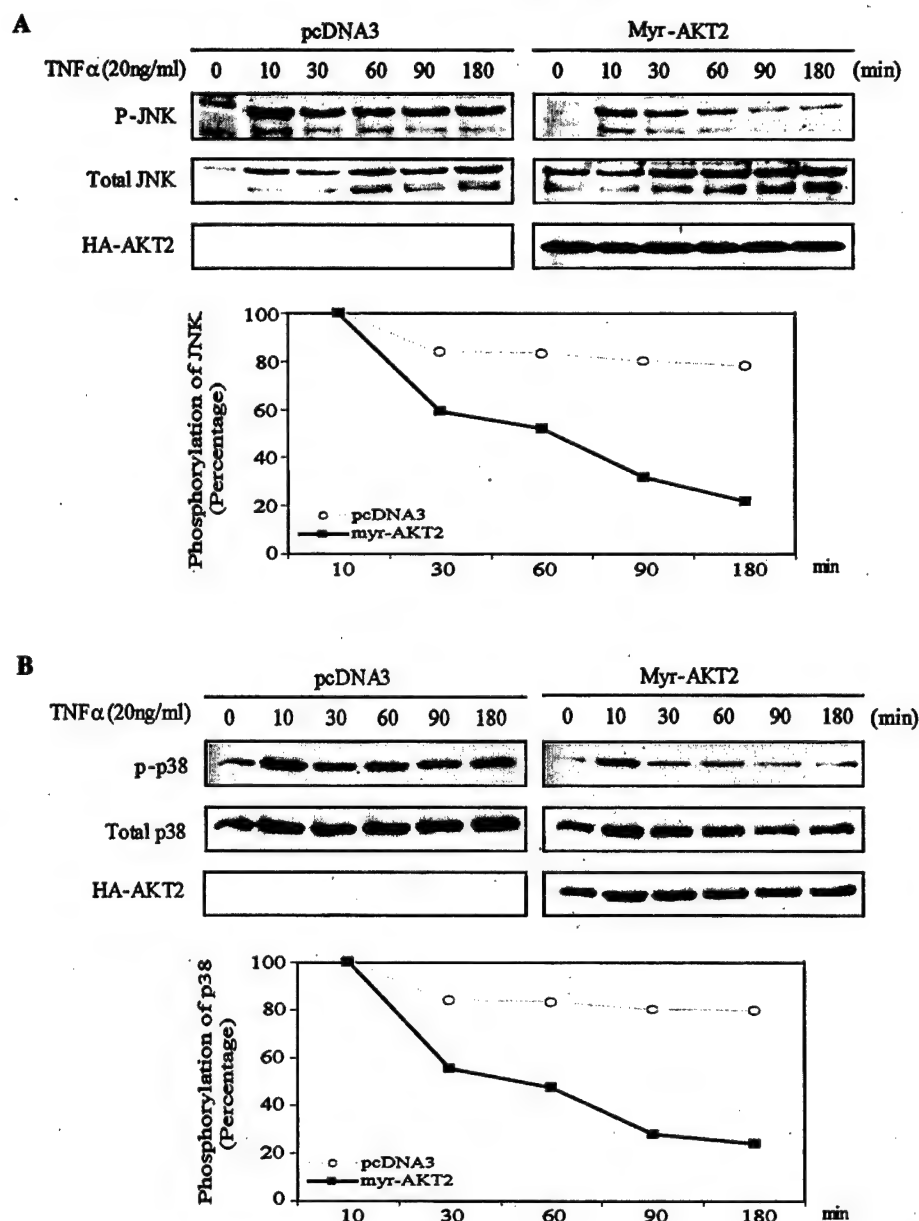 A
pcDNA3 Myr-AKT2
TNFα(20ng/ml) 0 10 30 60 90 180 0 10 30 60 90 180 (min)
P-JNK
Total JNK
HA-AKT2
Phosphorylation of JNK
(Percentage)
100
80
60
40
20
0
pcDNA3
myr-AKT2
10 30 60 90 180 min
B
pcDNA3 Myr-AKT2
TNFα(20ng/ml) 0 10 30 60 90 180 0 10 30 60 90 180 (min)
p-p38
Total p38
HA-AKT2
Phosphorylation of p38
(Percentage)
100
80
60
40
20
0
pcDNA3
myr-AKT2
10 30 60 90 180 min